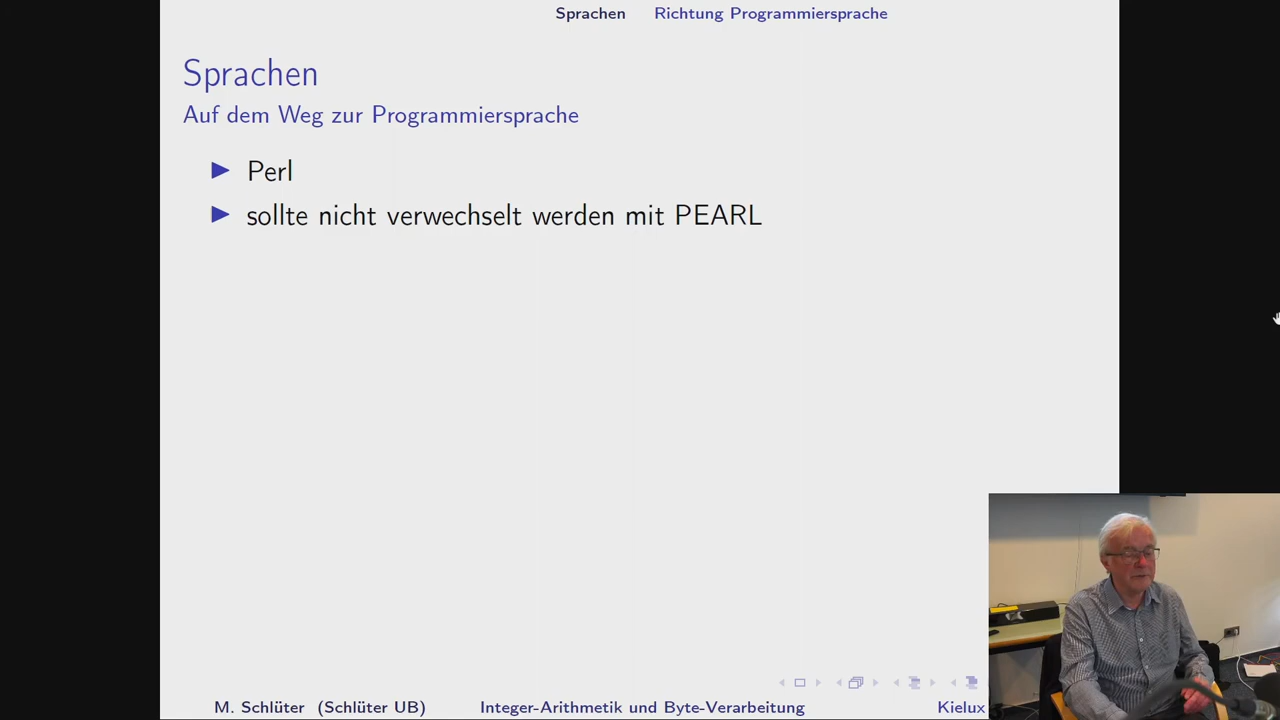 Sprachen Richtung Programmiersprache
Sprachen
Auf dem Weg zur Programmiersprache
Perl
sollte nicht verwechselt werden mit PEARL
M. Schlüter (Schlüter UB) Integer-Arithmetik und Byte-Verarbeitung Kielux